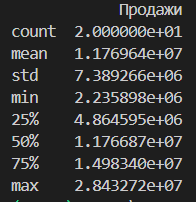 Продажи
count 2.000000e+01
mean 1.176964e+07
std 7.389266e+06
min 2.235898e+06
25% 4.864595e+06
50% 1.176687e+07
75% 1.498340e+07
max 2.843272e+07